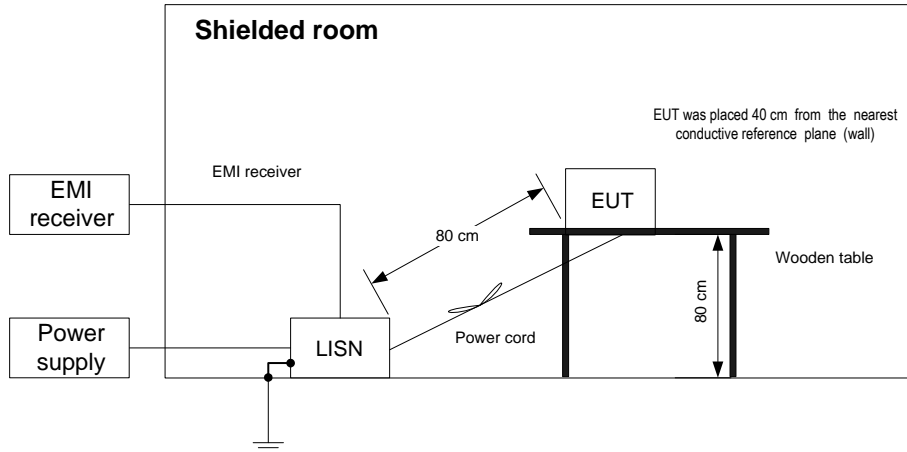 Shielded room
EUT was placed 40 cm from the nearest
conductive reference plane (wall)
EMI receiver
EMI
receiver
EUT
80 cm
Wooden table
80 cm
Power
supply
LISN
Power cord